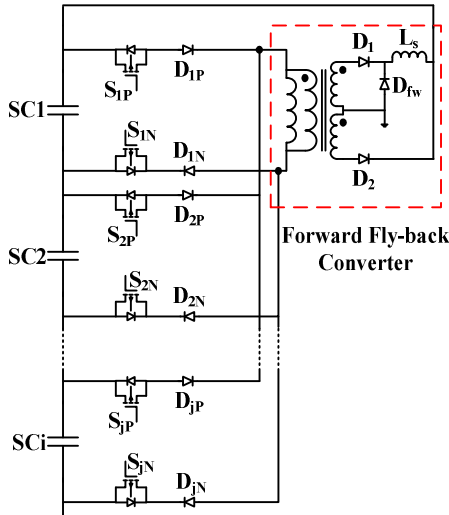 D1P
S1P
SC1
S1N
D1N
D1
Ls
Dfw
D2
D2P
S2P
Forward Fly-back
Converter
SC2
S2N
D2N
DjP
SjP
SCi
SjN
DjN